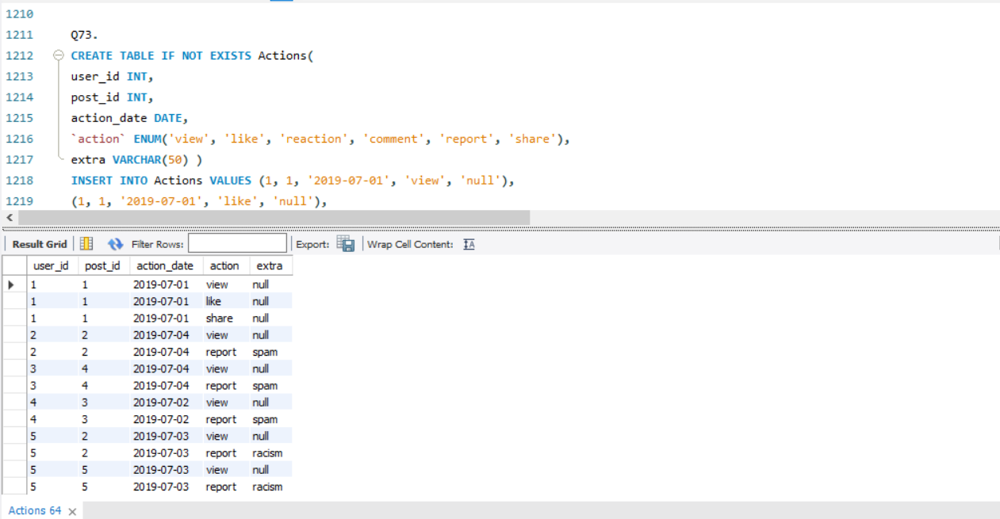 1210
1211 Q73.
1212 CREATE TABLE IF NOT EXISTS Actions(
1213 user_id INT,
1214 post_id INT,
1215 action_date DATE,
1216 `action` ENUM('view', 'like', 'reaction', 'comment', 'report', 'share'),
1217 extra VARCHAR(50) )
1218 INSERT INTO Actions VALUES (1, 1, '2019-07-01', 'view', 'null'),
1219 (1, 1, '2019-07-01', 'like', 'null'),
Result Grid Filter Rows: Export: Wrap Cell Content: IA
user_id post_id action_date action extra
1 1 2019-07-01 view null
1 1 2019-07-01 like null
1 1 2019-07-01 share null
2 2 2019-07-04 view null
2 2 2019-07-04 report spam
3 4 2019-07-04 view null
3 4 2019-07-04 report spam
4 3 2019-07-02 view null
4 3 2019-07-02 report spam
5 2 2019-07-03 view null
5 2 2019-07-03 report racism
5 5 2019-07-03 view null
5 5 2019-07-03 report racism
Actions 64